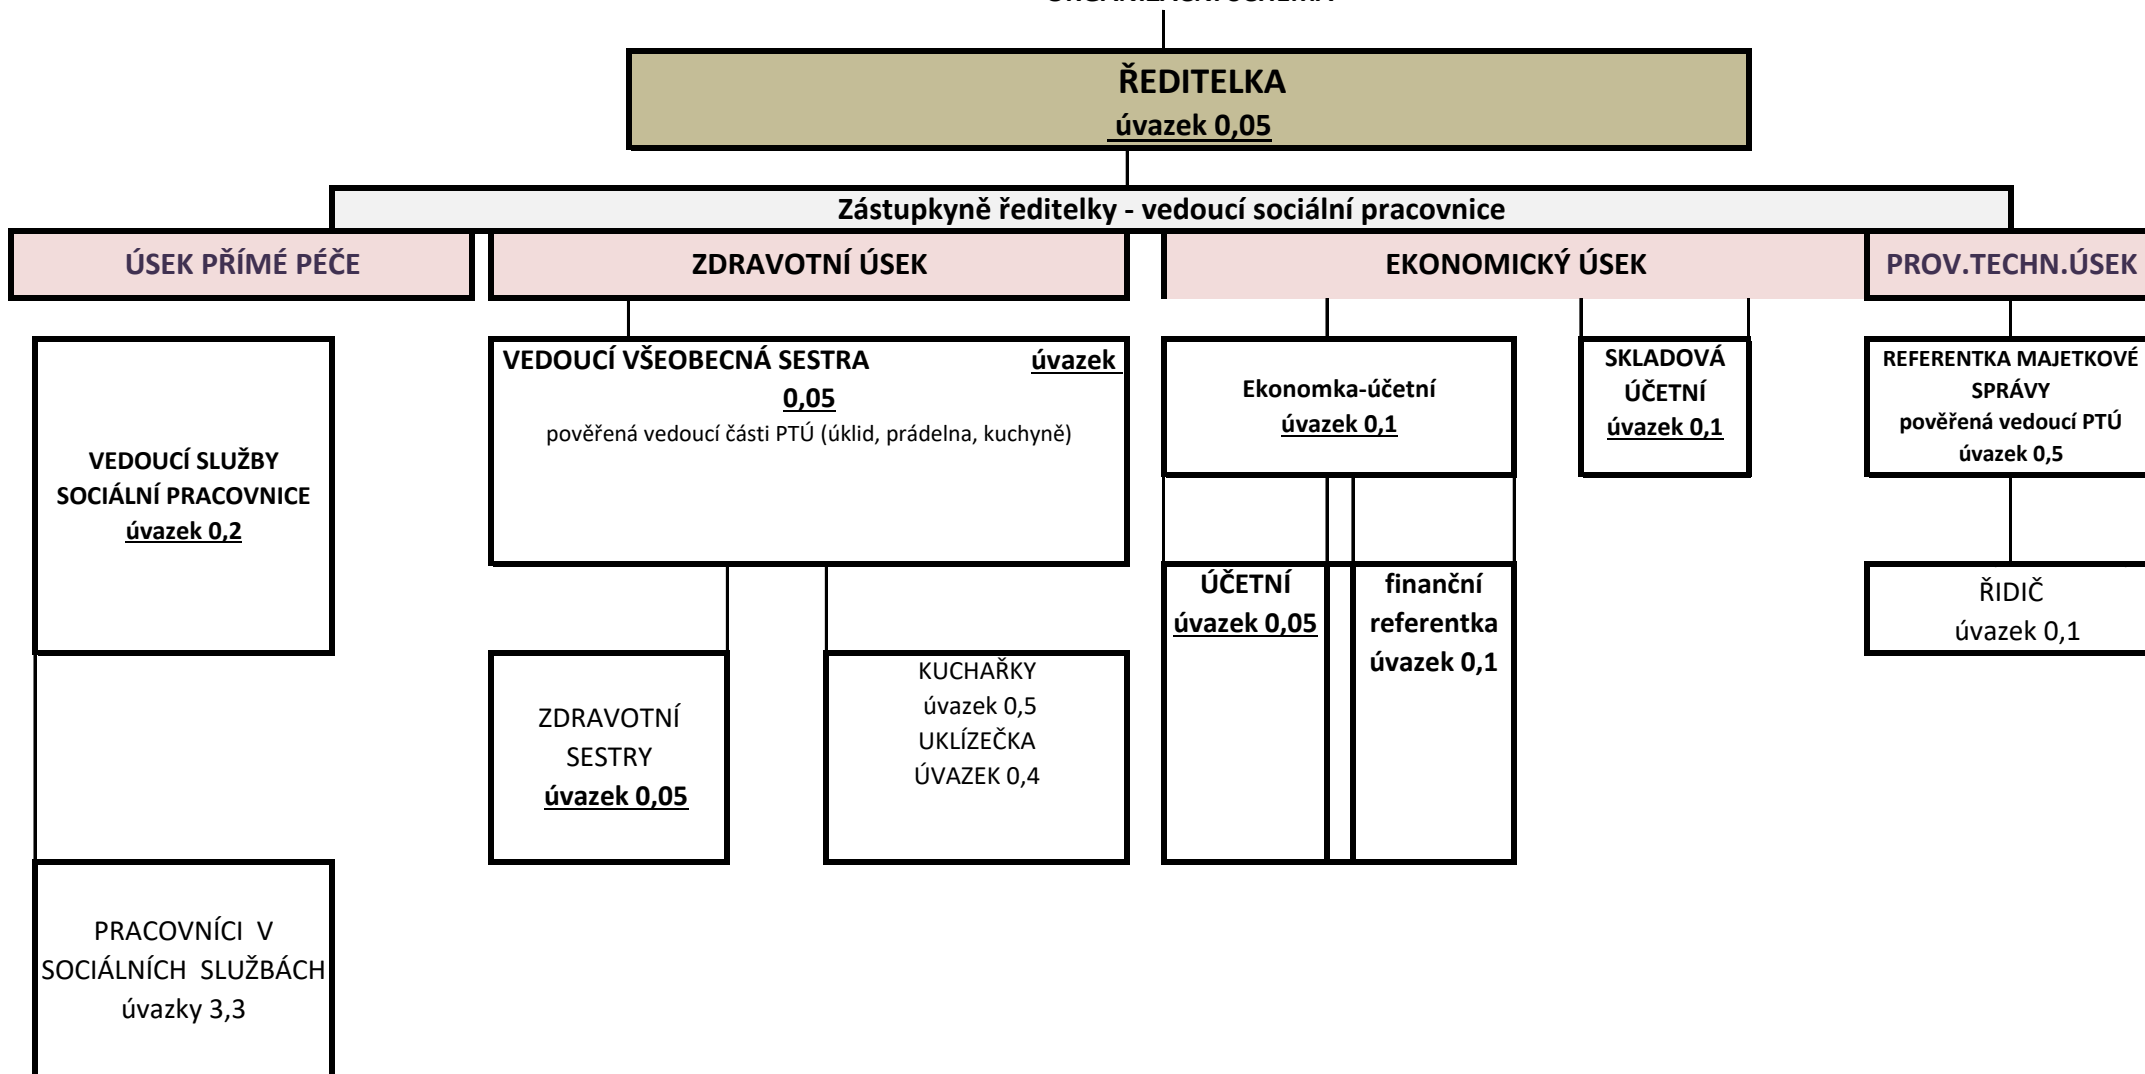 ŘEDITELKA
úvazek 0,05
Zástupkyně ředitelky - vedoucí sociální pracovnice
ÚSEK PŘÍMÉ PÉČE
ZDRAVOTNÍ ÚSEK
EKONOMICKÝ ÚSEK
PROV.TECHN.ÚSEK
VEDOUCÍ SLUŽBY
SOCIÁLNÍ PRACOVNICE
úvazek 0,2
VEDOUCÍ VŠEOBECNÁ SESTRA úvazek
0,05
pověřená vedoucí části PTÚ (úklid, prádelna, kuchyně)
Ekonomka-účetní
úvazek 0,1
SKLADOVÁ
ÚČETNÍ
úvazek 0,1
REFERENTKA MAJETKOVÉ
SPRÁVY
pověřená vedoucí PTÚ
úvazek 0,5
ÚČETNÍ
úvazek 0,05
finanční
referentka
úvazek 0,1
ŘIDIČ
úvazek 0,1
ZDRAVOTNÍ
SESTRY
úvazek 0,05
KUCHAŘKY
úvazek 0,5
UKLÍZEČKA
ÚVAZEK 0,4
PRACOVNÍCI V
SOCIÁLNÍCH SLUŽBÁCH
úvazky 3,3